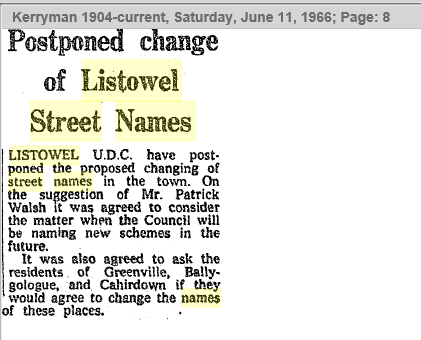 Kerryman 1904-current, Saturday, June 11, 1966; Page: 8
Postponed change
of Listowel
Street Names
LISTOWEL U.D.C. have post-
poned the proposed changing of
street names in the town. On
the suggestion of Mr. Patrick
Walsh it was agreed to consider
the matter when the Council will
be naming new schemes in the
future.
It was also agreed to ask the
residents of Greenville, Bally-
gologue, and Cahirdown if they
would agree to change the names
of these places.